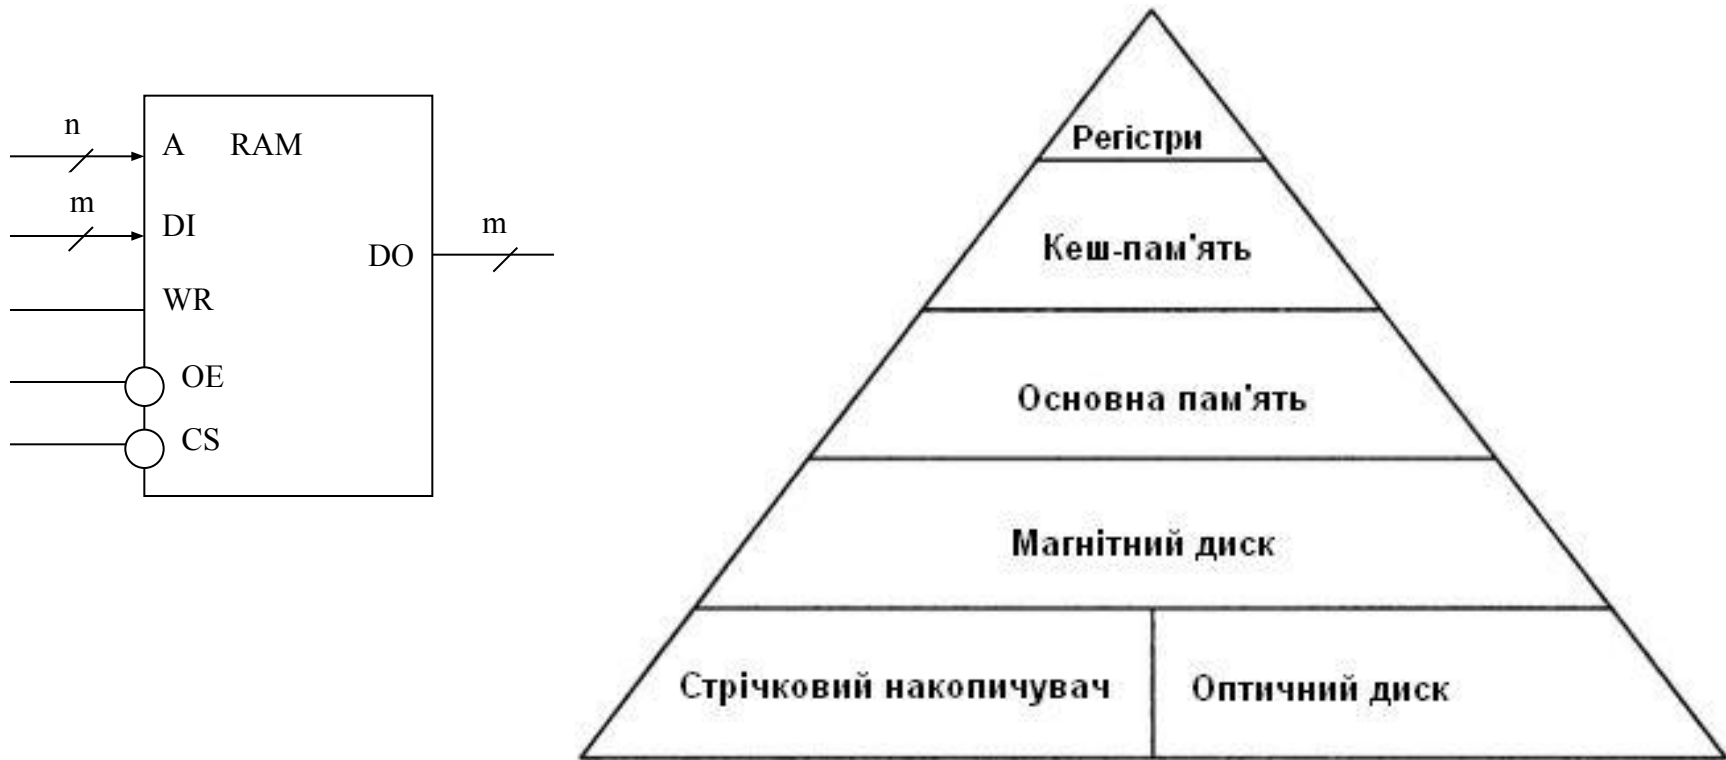 n
A RAM
m
DI
DO
m
WR
OE
CS
Регістри
Кеш-пам'ять
Основна пам'ять
Магнітний диск
Стрічковий накопичувач
Оптичний диск